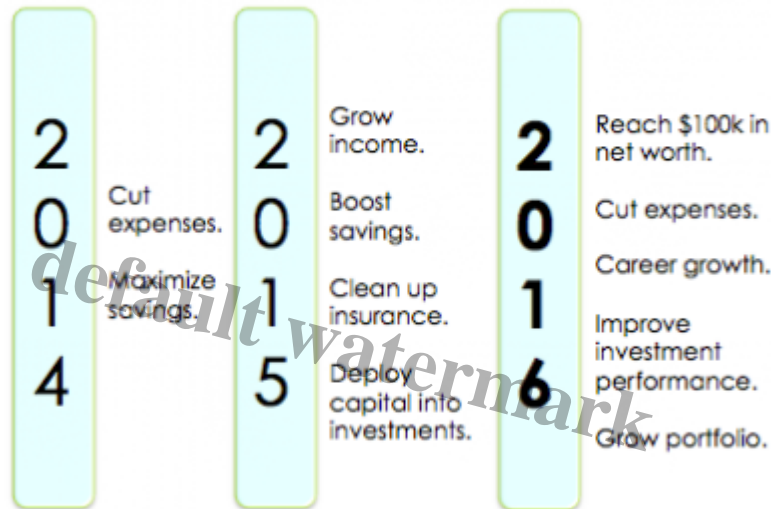 2
0
1
4
Cut
expenses.
Maximize
savings.
2
0
1
5
Grow
income.
Boost
savings.
Clean up
insurance.
Deploy
capital into
investments.
2
0
1
6
Reach $100k in
net worth.
Cut expenses.
Career growth.
Improve
investment
performance.
Grow portfolio.
default watermark